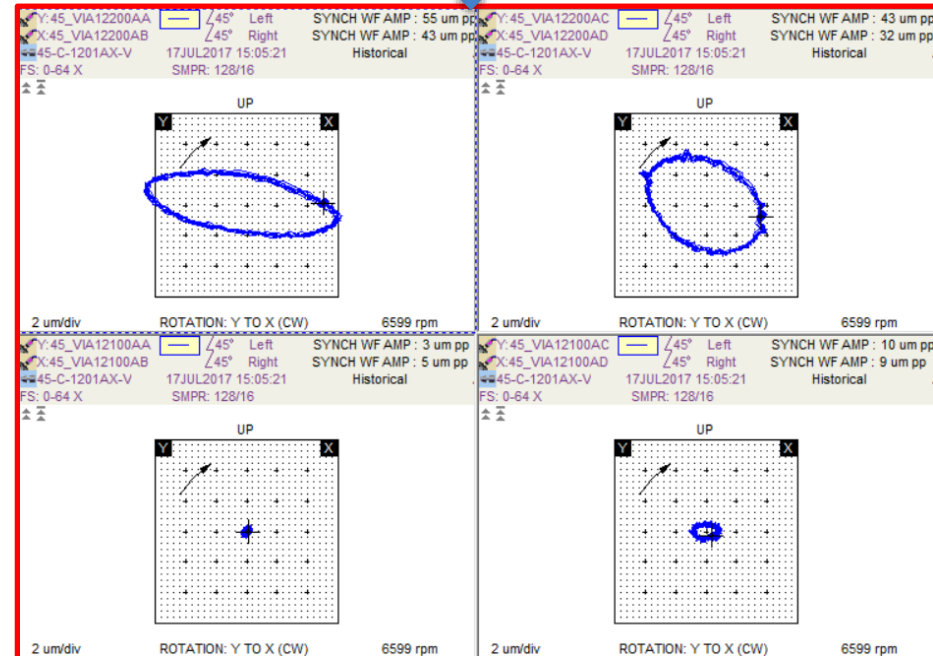 Y:45_VIA12200AA ∠45° Left SYNCH WF AMP : 55 um pp
X:45_VIA12200AB ∠45° Right SYNCH WF AMP : 43 um pp
45-C-1201AX-V 17JUL2017 15:05:21 Historical
FS: 0-64 X SMPR: 128/16
UP
Y X
2 um/div ROTATION: Y TO X (CW) 6599 rpm
Y:45_VIA12200AC ∠45° Left SYNCH WF AMP : 43 um pp
X:45_VIA12200AD ∠45° Right SYNCH WF AMP : 32 um pp
45-C-1201AX-V 17JUL2017 15:05:21 Historical
FS: 0-64 X SMPR: 128/16
UP
Y X
2 um/div ROTATION: Y TO X (CW) 6599 rpm
Y:45_VIA12100AA ∠45° Left SYNCH WF AMP : 3 um pp
X:45_VIA12100AB ∠45° Right SYNCH WF AMP : 5 um pp
45-C-1201AX-V 17JUL2017 15:05:21 Historical
FS: 0-64 X SMPR: 128/16
UP
Y X
2 um/div ROTATION: Y TO X (CW) 6599 rpm
Y:45_VIA12100AC ∠45° Left SYNCH WF AMP : 10 um pp
X:45_VIA12100AD ∠45° Right SYNCH WF AMP : 9 um pp
45-C-1201AX-V 17JUL2017 15:05:21 Historical
FS: 0-64 X SMPR: 128/16
UP
Y X
2 um/div ROTATION: Y TO X (CW) 6599 rpm